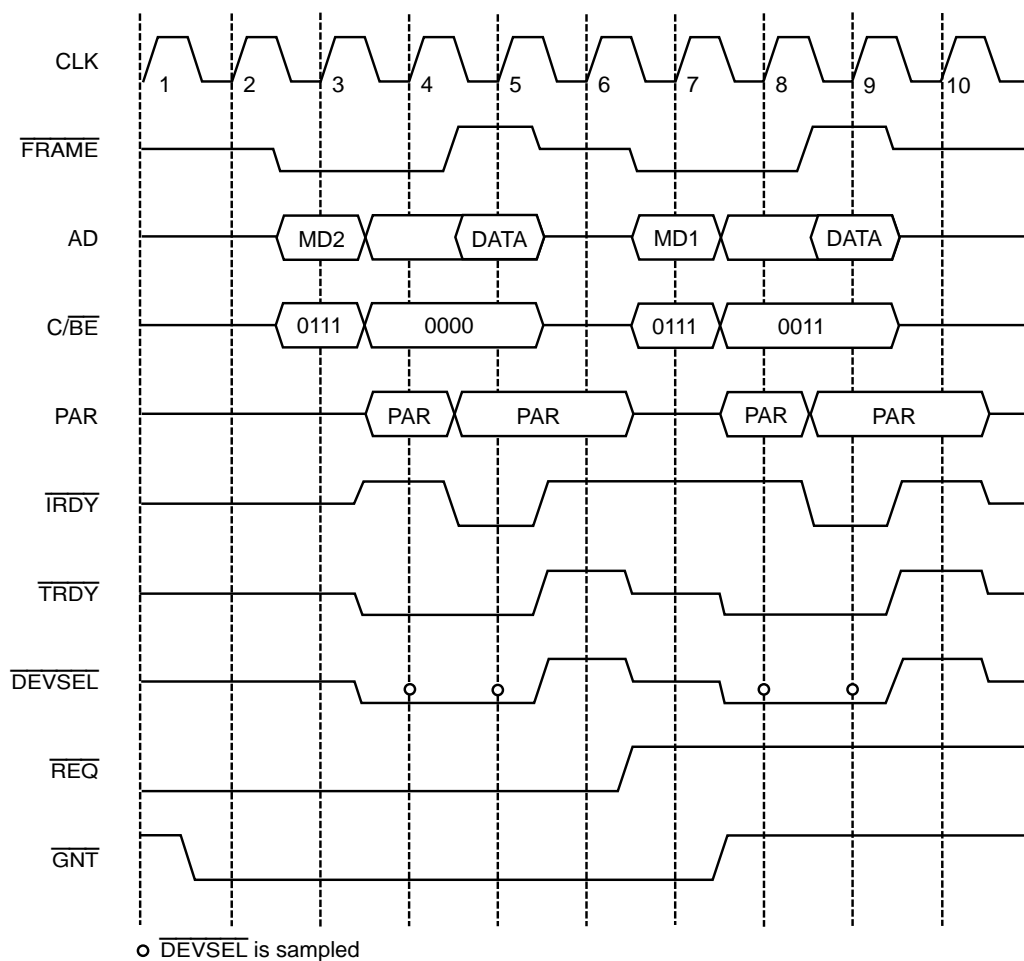 CLK
1 2 3 4 5 6 7 8 9 10
FRAME
AD
MD2 DATA MD1 DATA
C/BE
0111 0000 0111 0011
PAR
PAR PAR PAR PAR
IRDY
TRDY
DEVSEL
REQ
GNT
DEVSEL is sampled